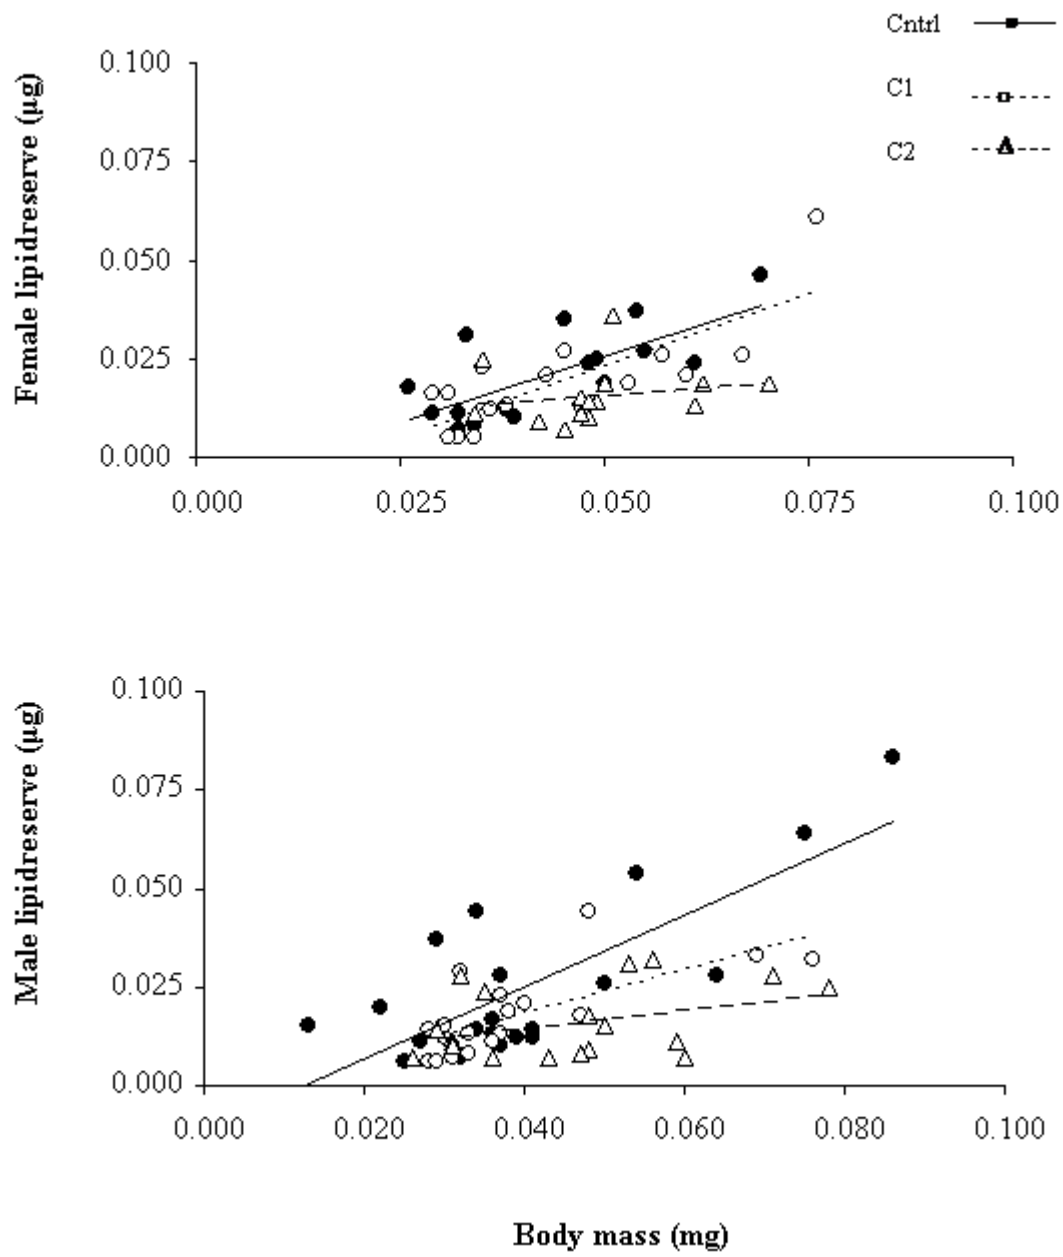 Cntrl
C1
C2
Female lipidreserve (µg)
0.100
0.075
0.050
0.025
0.000
0.000 0.025 0.050 0.075 0.100
Male lipidreserve (µg)
0.100
0.075
0.050
0.025
0.000
0.000 0.020 0.040 0.060 0.080 0.100
Body mass (mg)